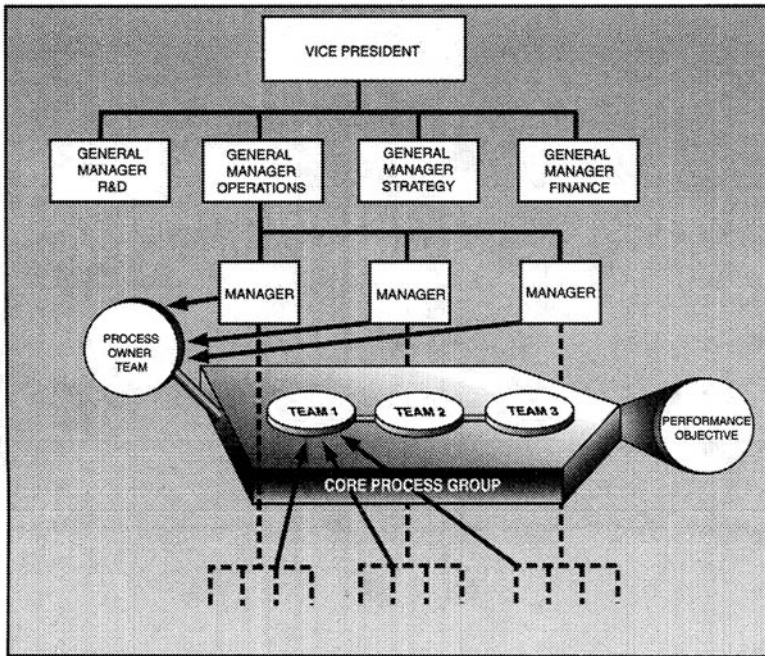 VICE PRESIDENT
GENERAL
MANAGER
R&D
GENERAL
MANAGER
OPERATIONS
GENERAL
MANAGER
STRATEGY
GENERAL
MANAGER
FINANCE
MANAGER
MANAGER
MANAGER
PROCESS
OWNER
TEAM
TEAM 1
TEAM 2
TEAM 3
PERFORMANCE
OBJECTIVE
CORE PROCESS GROUP